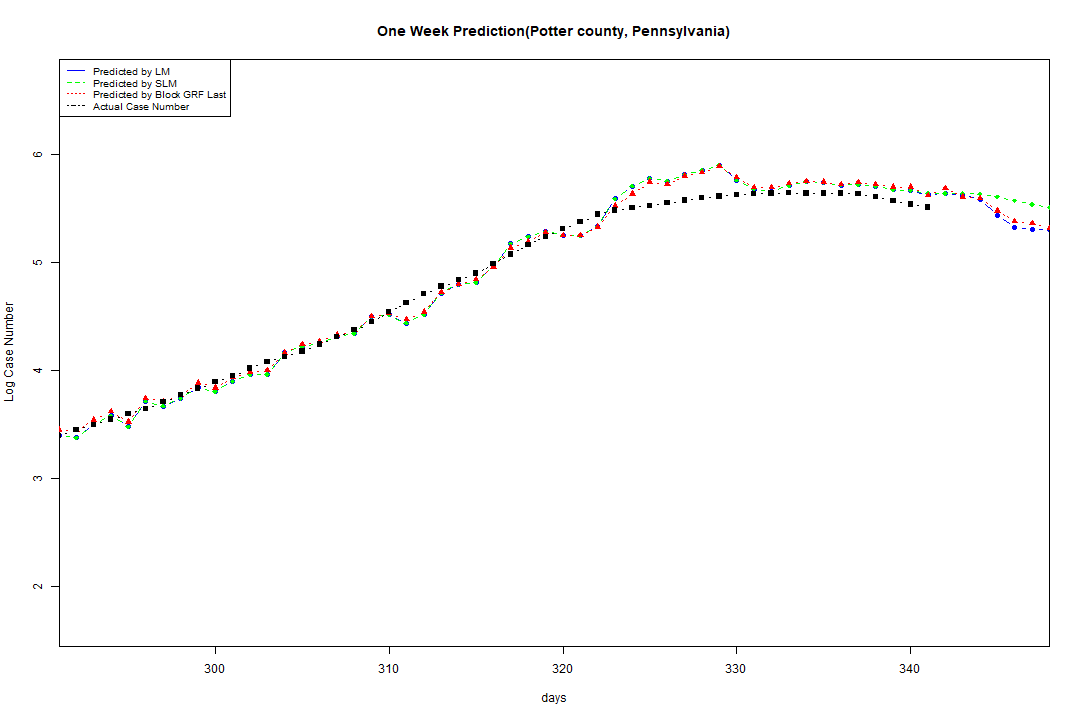 One Week Prediction(Potter county, Pennsylvania)
Predicted by LM
Predicted by SLM
Predicted by Block GRF Last
Actual Case Number
6
5
4
3
2
Log Case Number
300 310 320 330 340
days